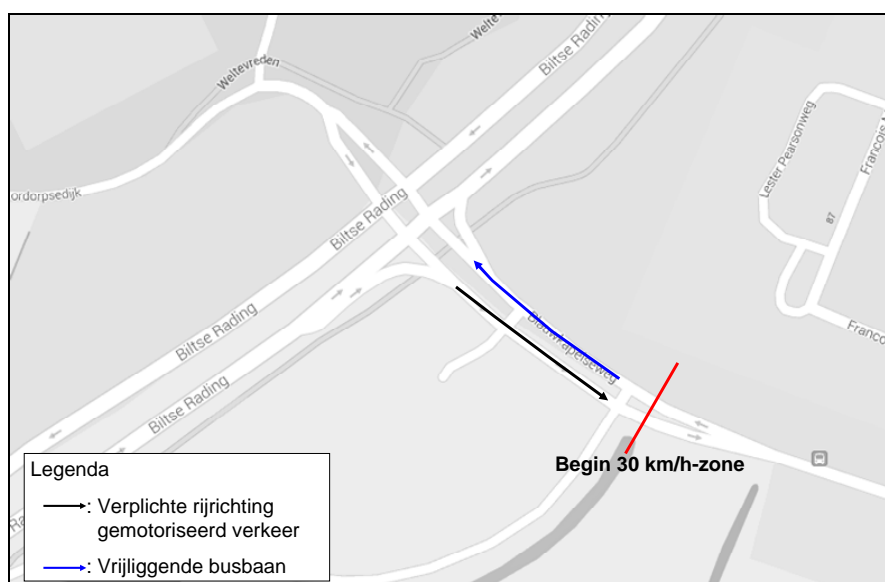 Weltevreden
Welte
Biltse Rading
ordorpsedijk
Biltse Rading
Biltse Rading
Biltse Rading
Biltse Rading
Blauwkapelseweg
Lester Pearsonweg
Francois
87
Franco
Begin 30 km/h-zone
Legenda
: Verplichte rijrichting
gemotoriseerd verkeer
: Vrijliggende busbaan